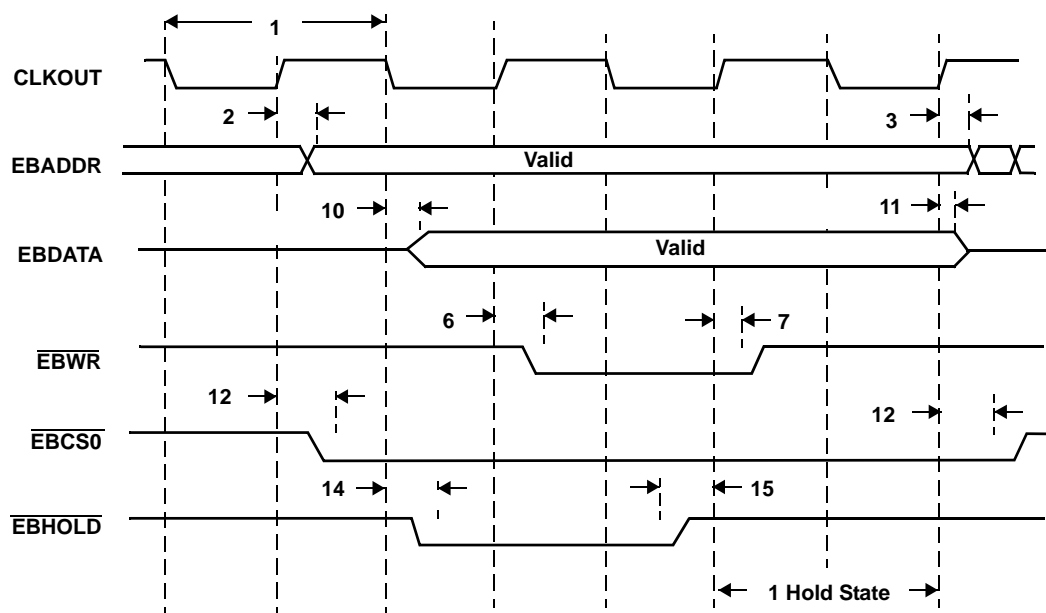 1
CLKOUT
2
3
EBADDR
Valid
10
11
EBDATA
Valid
6
7
EBWR
12
12
EBCS0
14
15
EBHOLD
1 Hold State